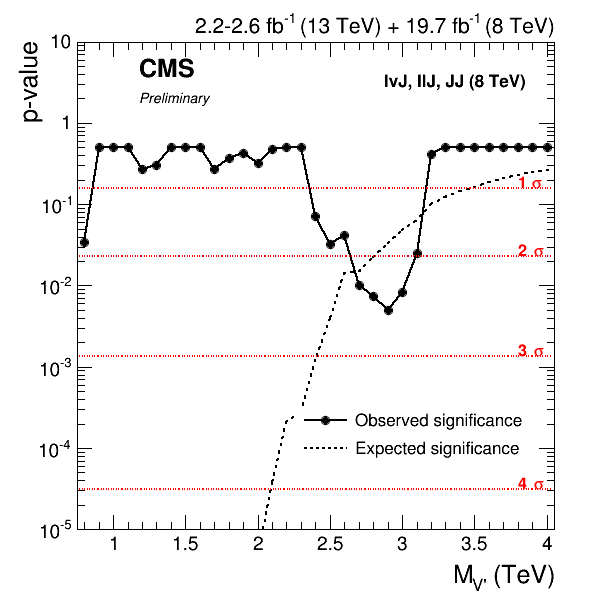 2.2-2.6 fb⁻¹ (13 TeV) + 19.7 fb⁻¹ (8 TeV)
p-value
10
CMS
lνJ, llJ, JJ (8 TeV)
Preliminary
1
1 σ
10⁻¹
2 σ
10⁻²
3 σ
10⁻³
Observed significance
10⁻⁴
Expected significance
4 σ
10⁻⁵
1 1.5 2 2.5 3 3.5 4
M_V' (TeV)